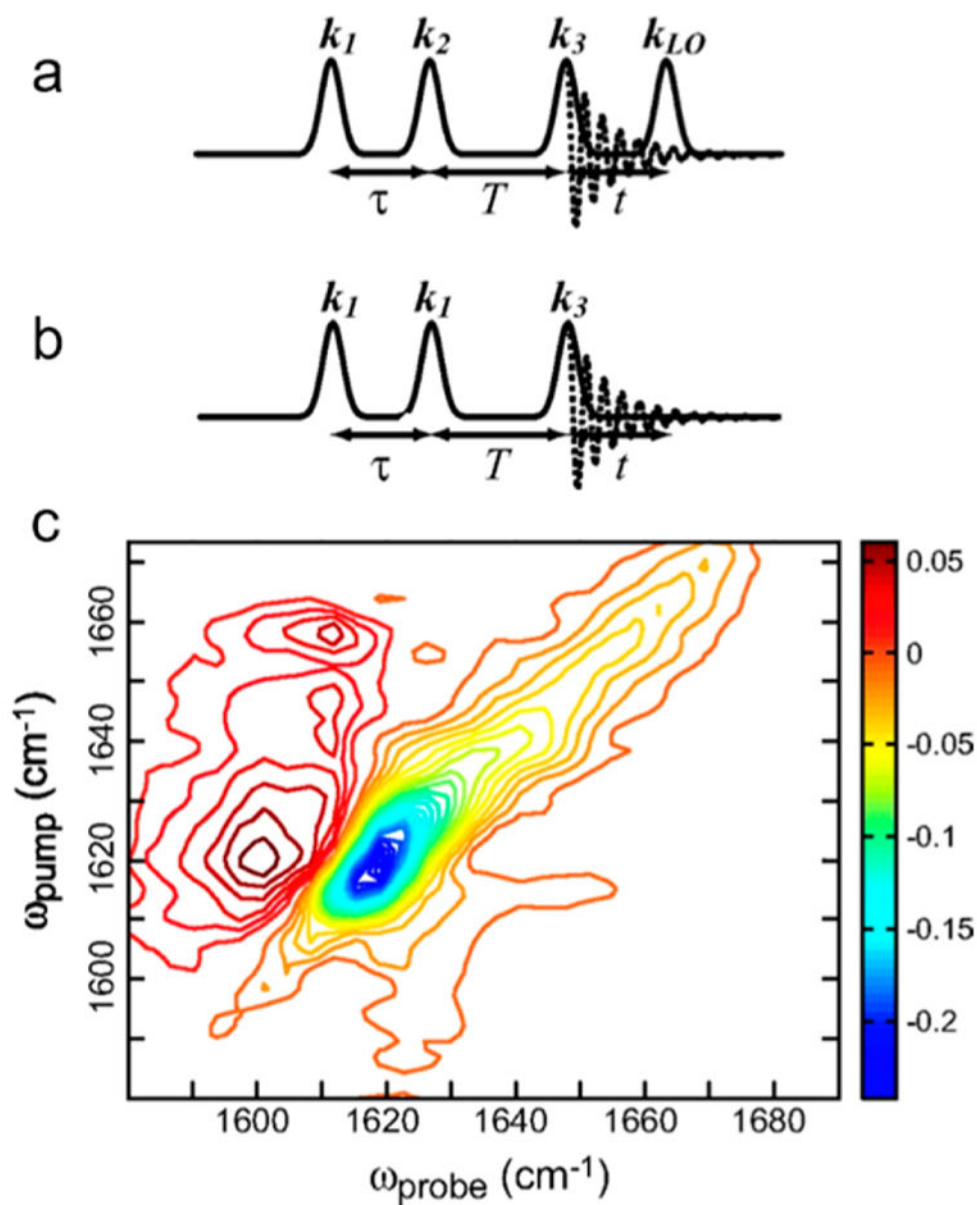 a
k1 k2 k3 kLO
τ T t
b
k1 k1 k3
τ T t
c
ωpump (cm-1)
1660
1640
1620
1600
0.05
0
-0.05
-0.1
-0.15
-0.2
1600 1620 1640 1660 1680
ωprobe (cm-1)